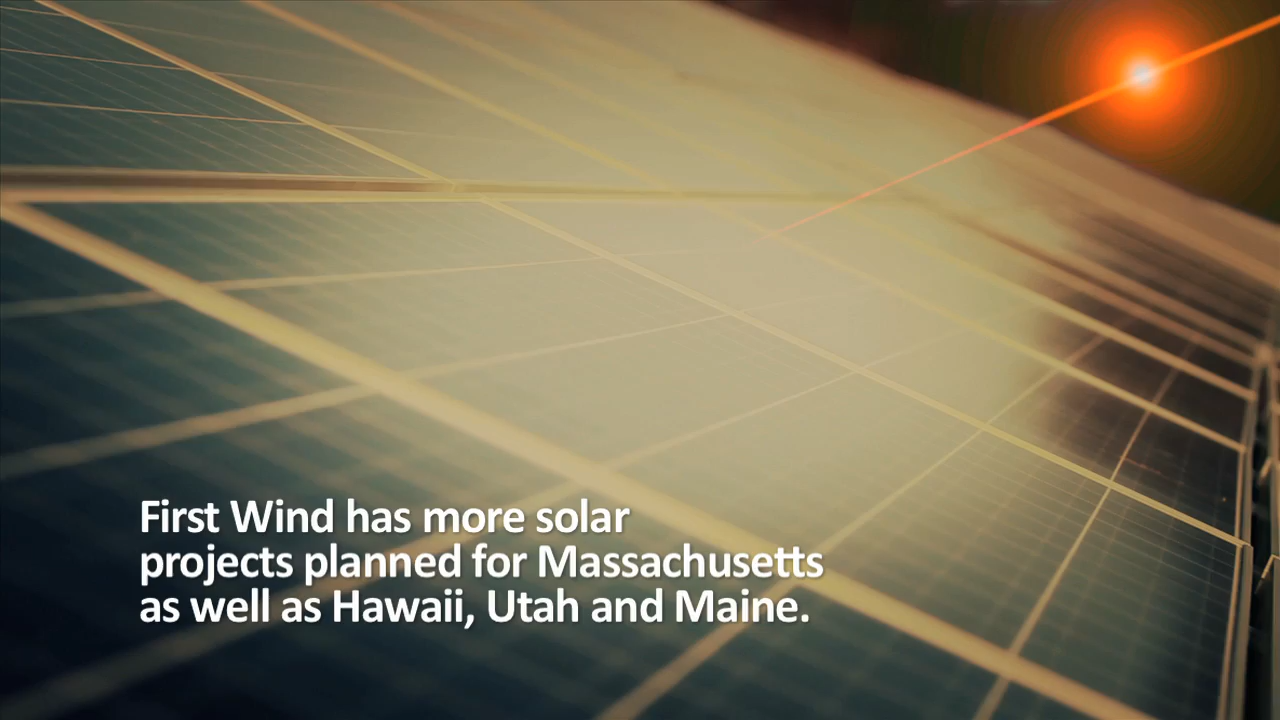 First Wind has more solar
projects planned for Massachusetts
as well as Hawaii, Utah and Maine.